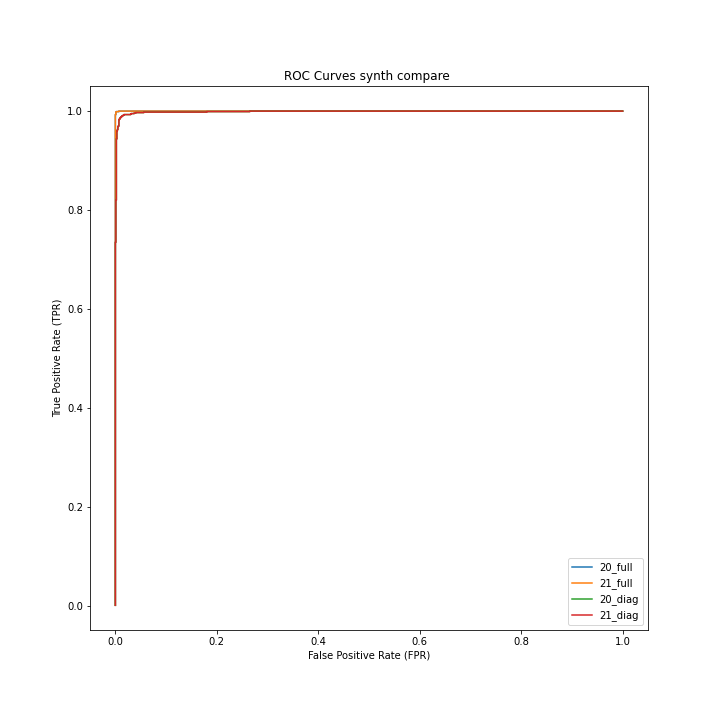 ROC Curves synth compare
True Positive Rate (TPR)
1.0
0.8
0.6
0.4
0.2
0.0
0.0 0.2 0.4 0.6 0.8 1.0
False Positive Rate (FPR)
20_full
21_full
20_diag
21_diag